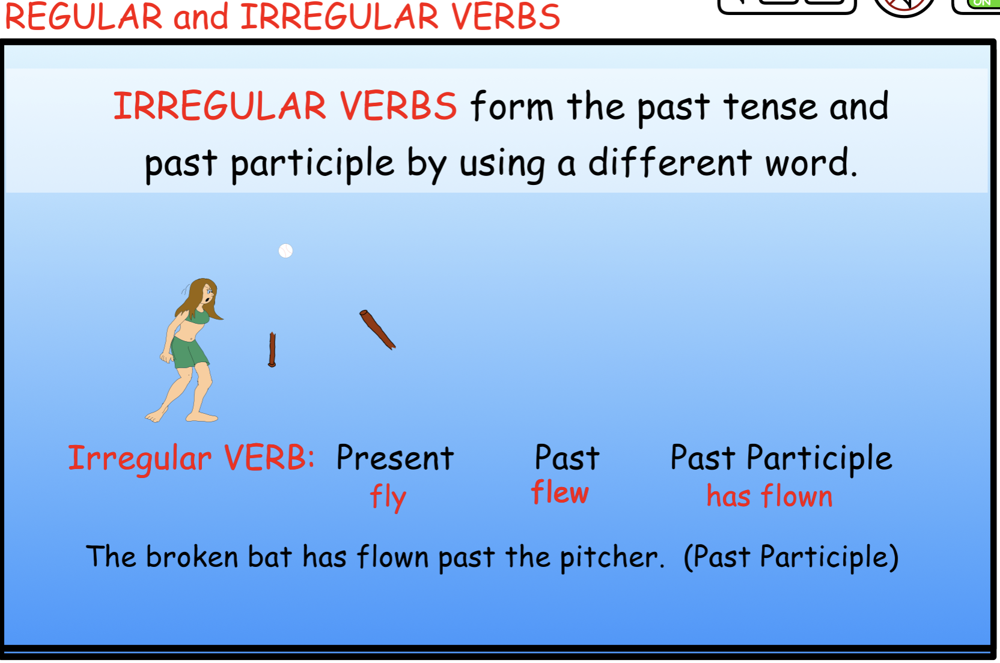 REGULAR and IRREGULAR VERBS
ON
IRREGULAR VERBS form the past tense and
past participle by using a different word.
Irregular VERB: Present Past Past Participle
fly flew has flown
The broken bat has flown past the pitcher. (Past Participle)